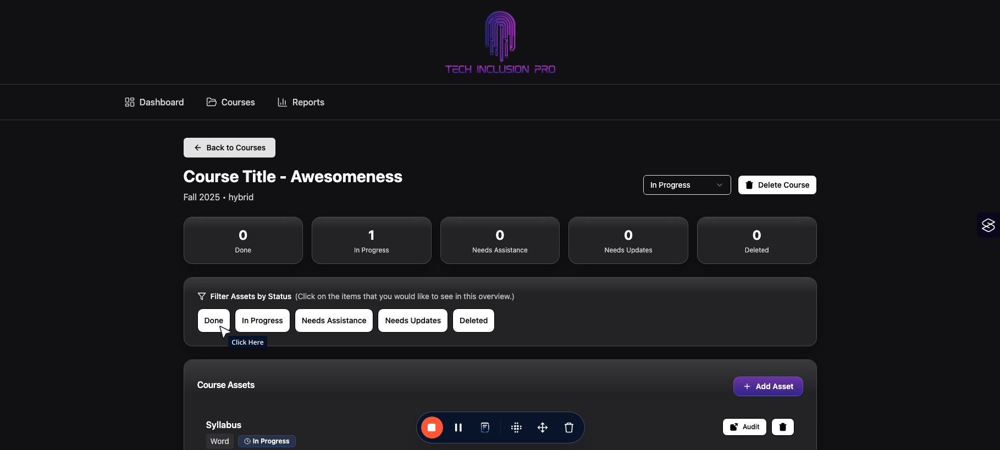 TECH INCLUSION PRO
Dashboard
Courses
Reports
Back to Courses
Course Title - Awesomeness
Fall 2025 • hybrid
In Progress
Delete Course
0
Done
1
In Progress
0
Needs Assistance
0
Needs Updates
0
Deleted
Filter Assets by Status (Click on the items that you would like to see in this overview.)
Done
In Progress
Needs Assistance
Needs Updates
Deleted
Click Here
Course Assets
+ Add Asset
Syllabus
Audit
Word
In Progress